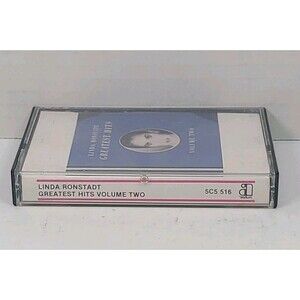 LINDA RONSTADT
GREATEST HITS
VOLUME TWO
LINDA RONSTADT
GREATEST HITS VOLUME TWO
5C5 516